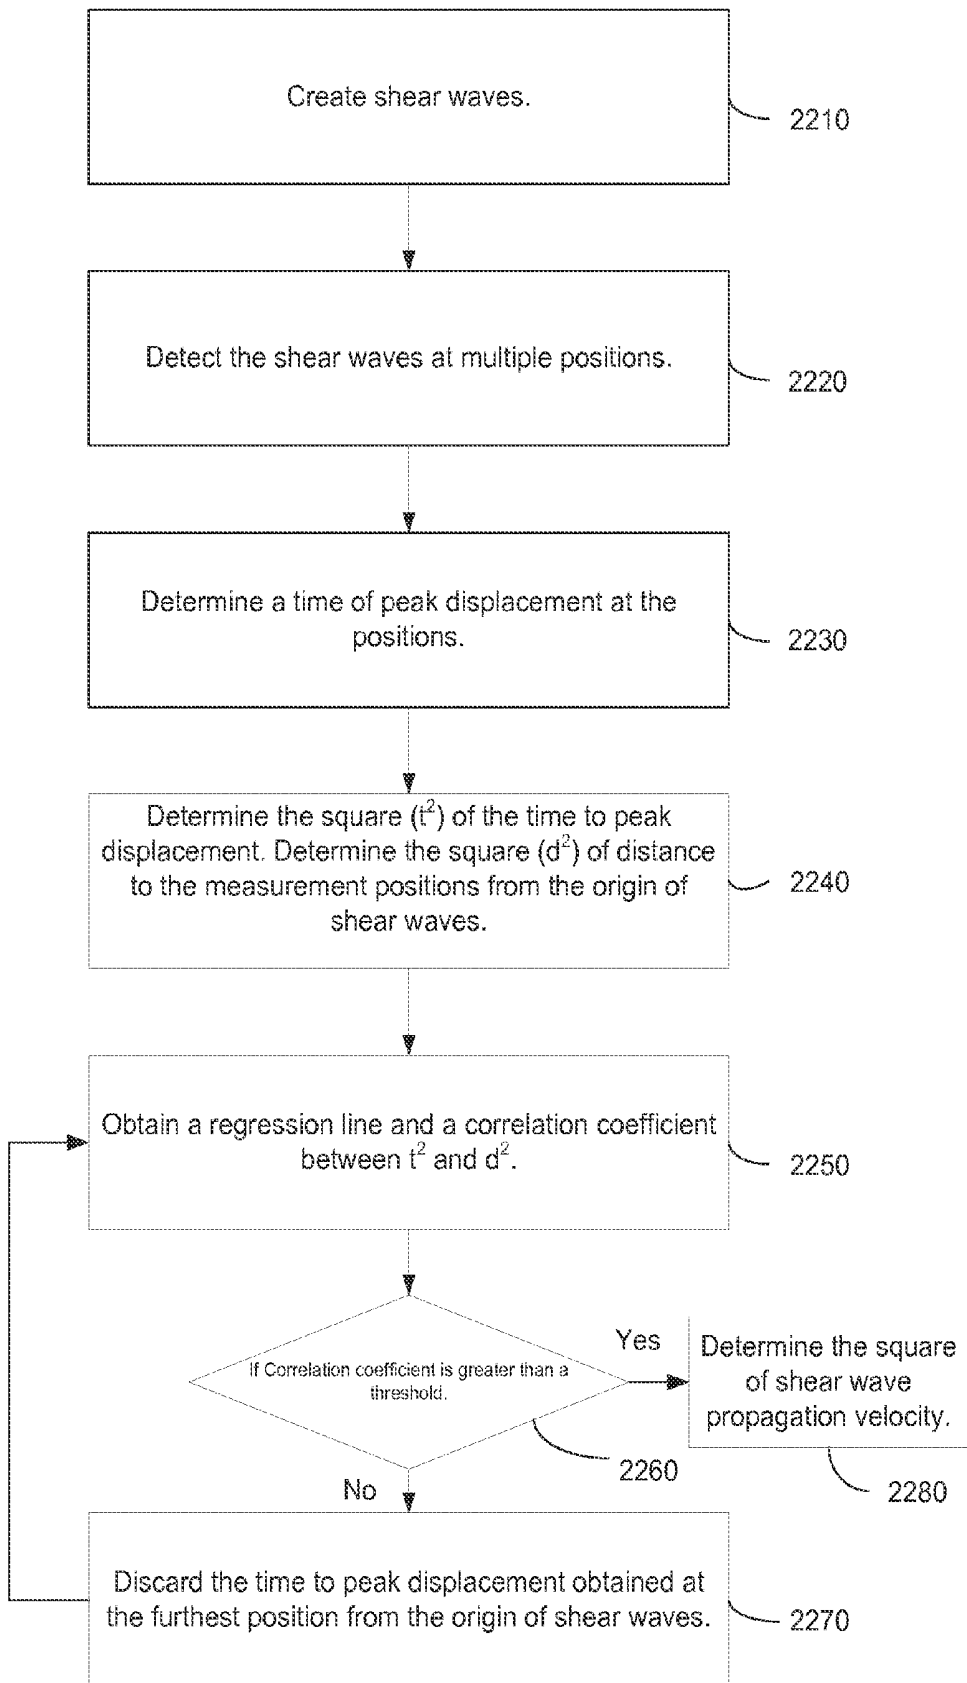 Create shear waves.
2210
Detect the shear waves at multiple positions.
2220
Determine a time of peak displacement at the
positions.
2230
Determine the square (t²) of the time to peak
displacement. Determine the square (d²) of distance
to the measurement positions from the origin of
shear waves.
2240
Obtain a regression line and a correlation coefficient
between t² and d².
2250
If Correlation coefficient is greater than a
threshold.
2260
Yes
Determine the square
of shear wave
propagation velocity.
2280
No
Discard the time to peak displacement obtained at
the furthest position from the origin of shear waves.
2270